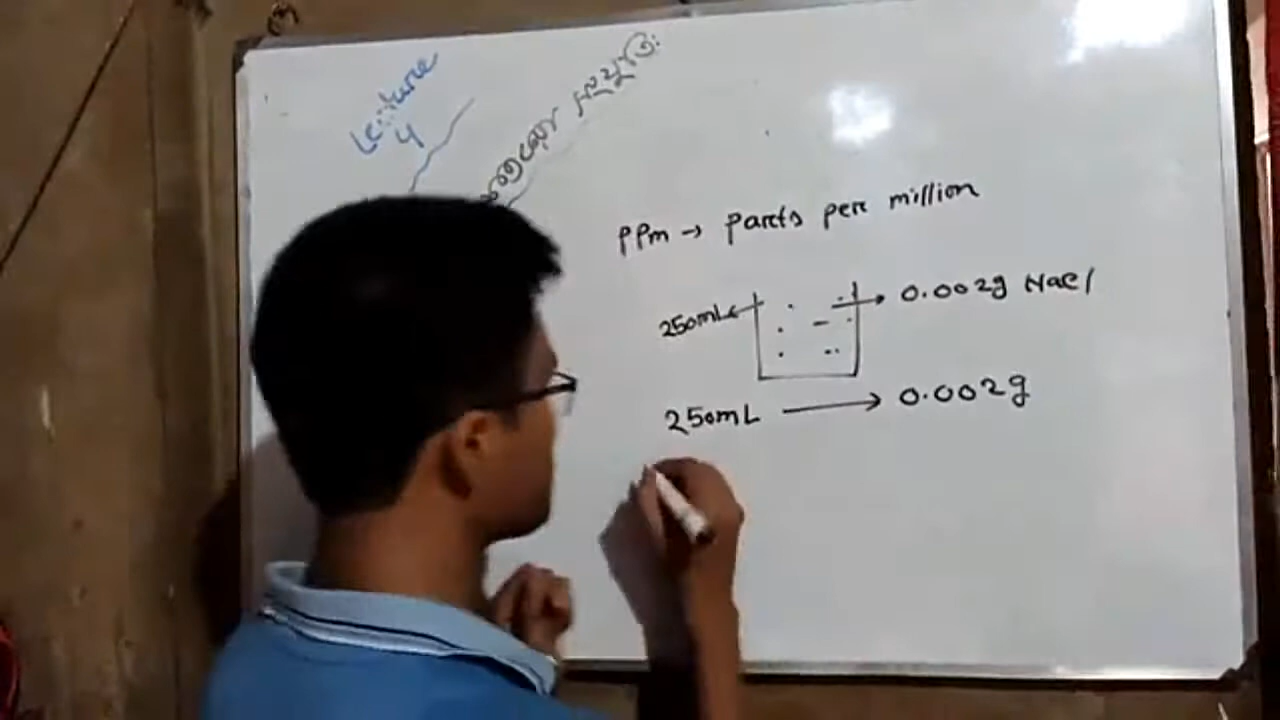 Lecture
4
সংযুতি:
PPm → parts per million
250mL
0.002g Nacl
250mL → 0.002g